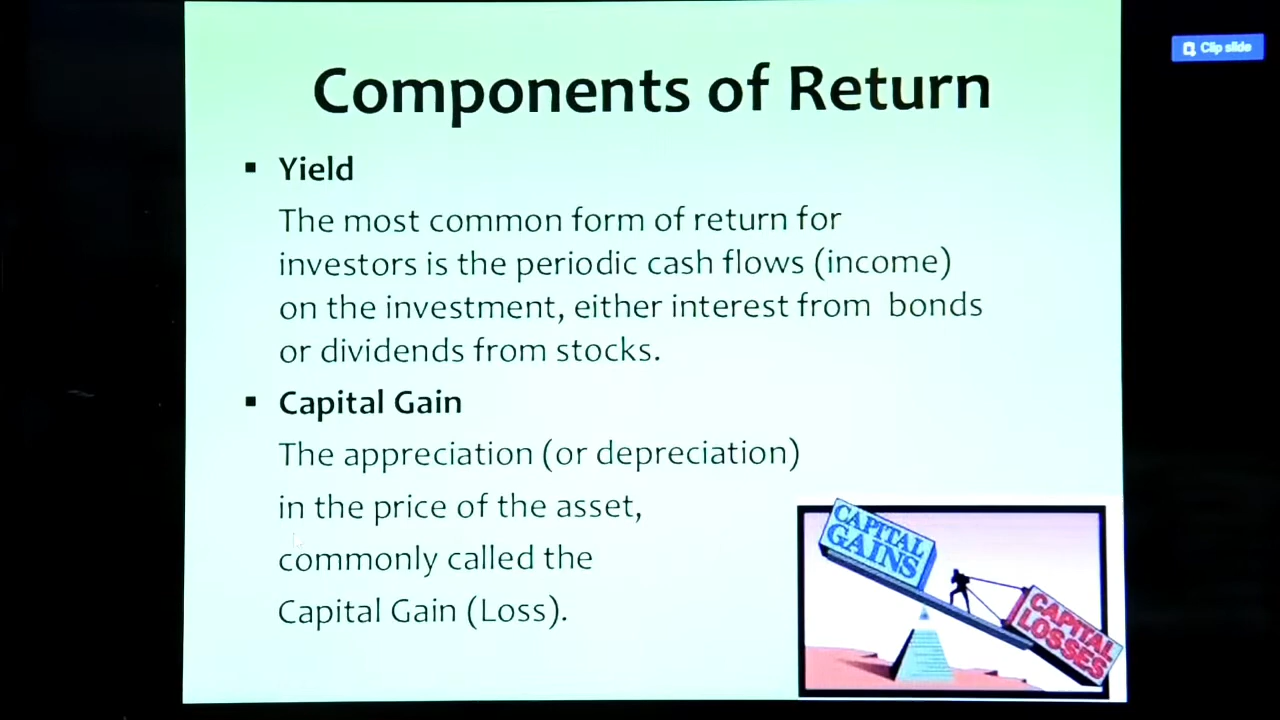 Clip slide
Components of Return
▪ Yield
The most common form of return for
investors is the periodic cash flows (income)
on the investment, either interest from bonds
or dividends from stocks.
▪ Capital Gain
The appreciation (or depreciation)
in the price of the asset,
commonly called the
Capital Gain (Loss).
CAPITAL
GAINS
CAPITAL
LOSSES